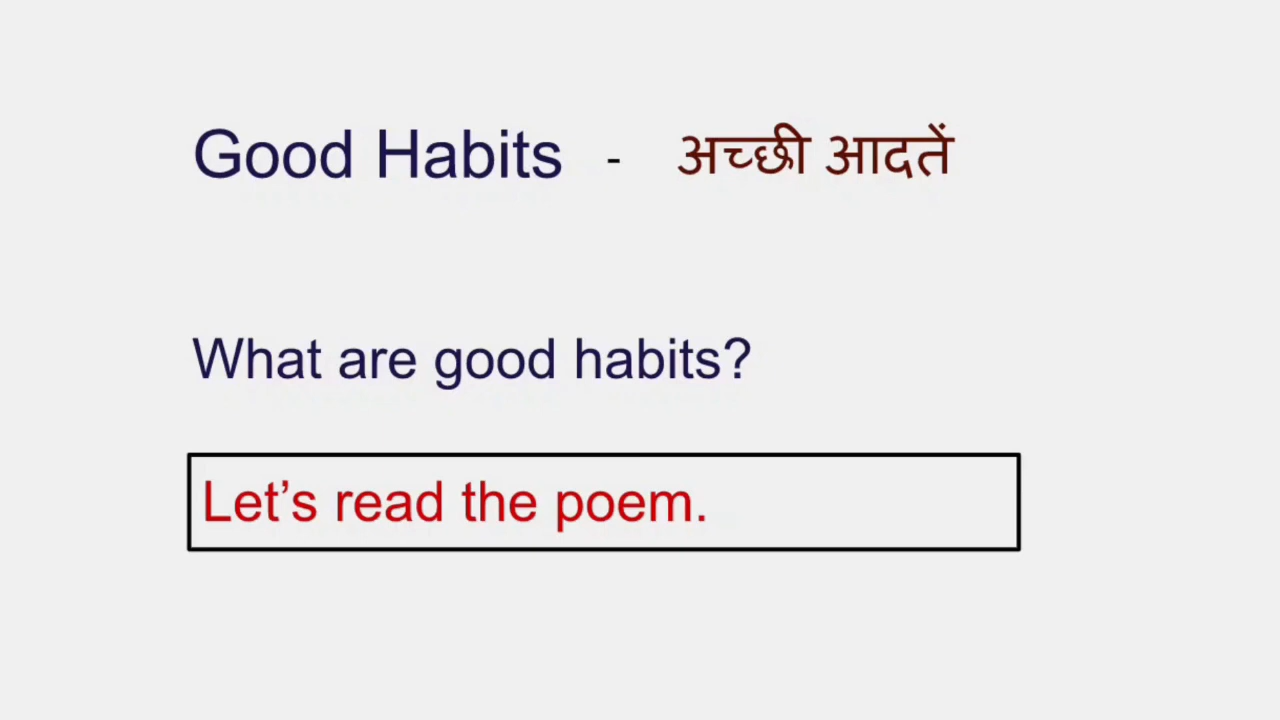 Good Habits - अच्छी आदतें
What are good habits?
Let’s read the poem.